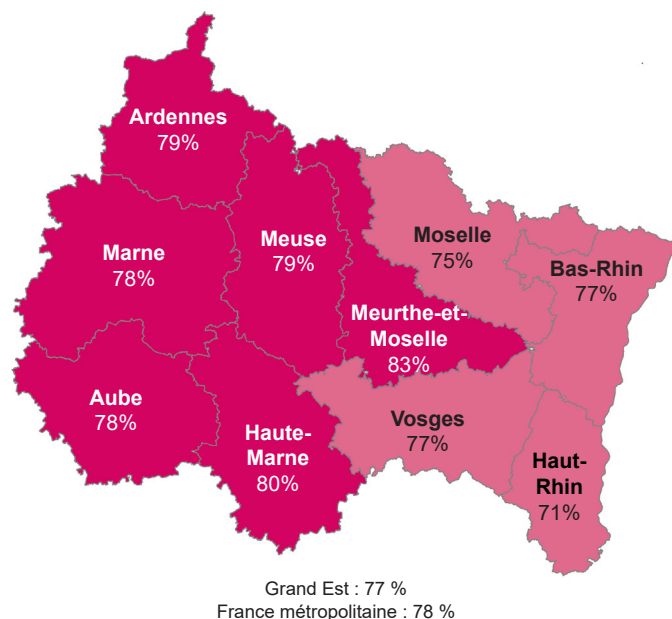 Ardennes
79%
Marne
78%
Meuse
79%
Moselle
75%
Bas-Rhin
77%
Meurthe-et-
Moselle
83%
Aube
78%
Haute-
Marne
80%
Vosges
77%
Haut-
Rhin
71%
Grand Est : 77 %
France métropolitaine : 78 %